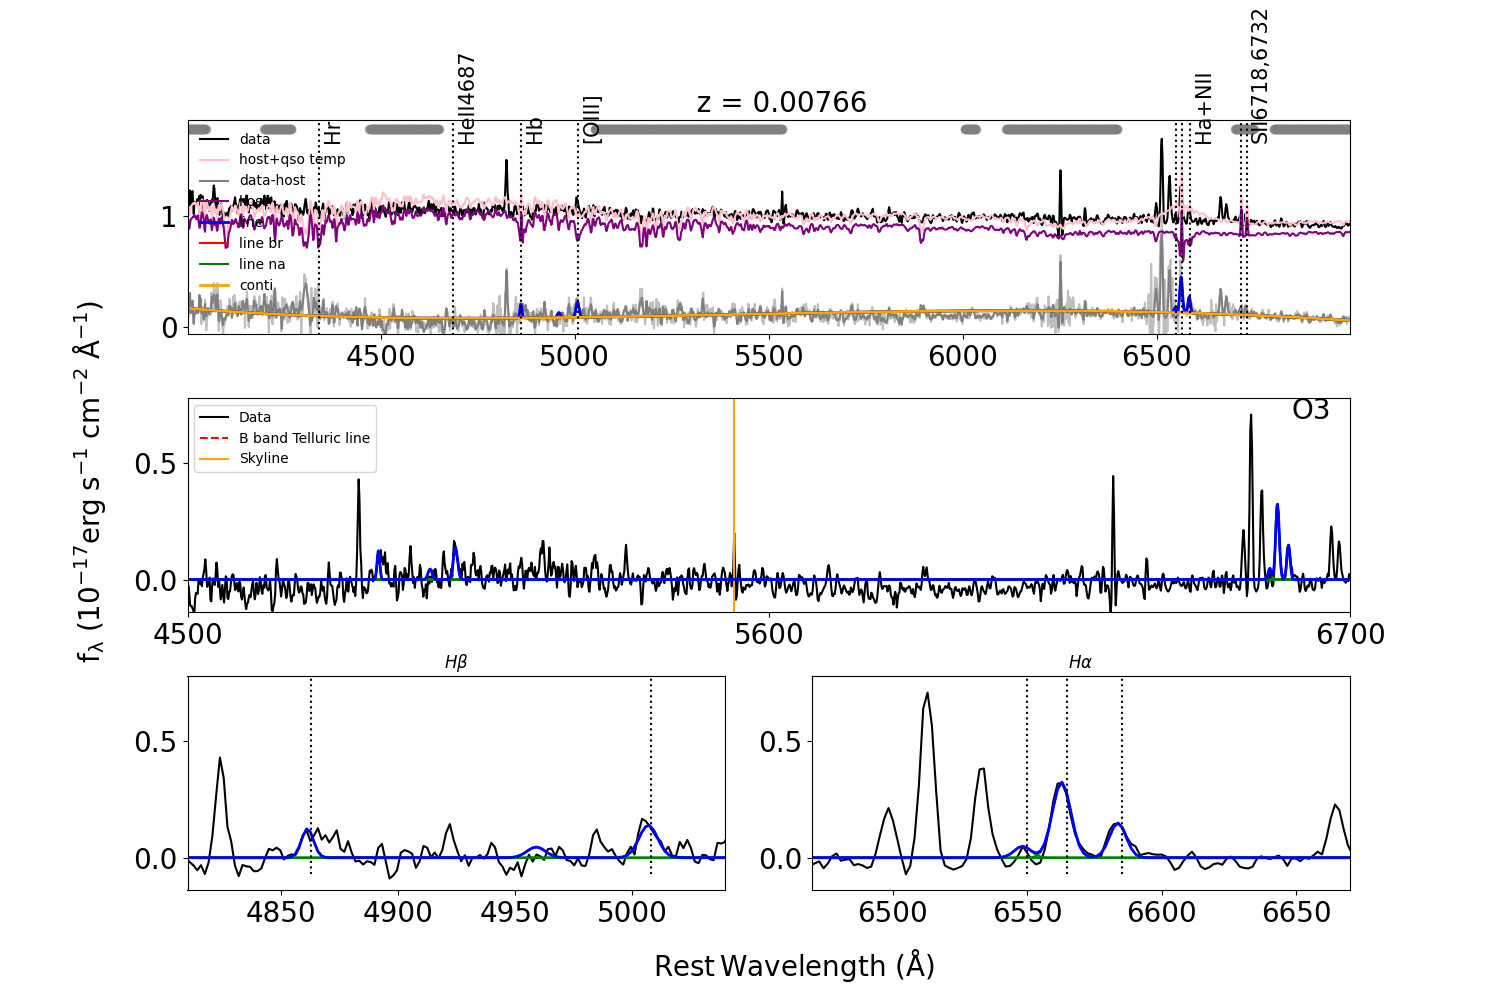 z = 0.00766
Hr
HeII4687
Hb
[OIII]
Ha+NII
SII6718,6732
data
host+qso temp
data-host
line br
line na
conti
1
0
4500 5000 5500 6000 6500
O3
Data
B band Telluric line
Skyline
0.5
0.0
4500 5600 6700
fλ (10⁻¹⁷erg s⁻¹ cm⁻² Å⁻¹)
Hβ
0.5
0.0
4850 4900 4950 5000
Hα
0.5
0.0
6500 6550 6600 6650
Rest Wavelength (Å)